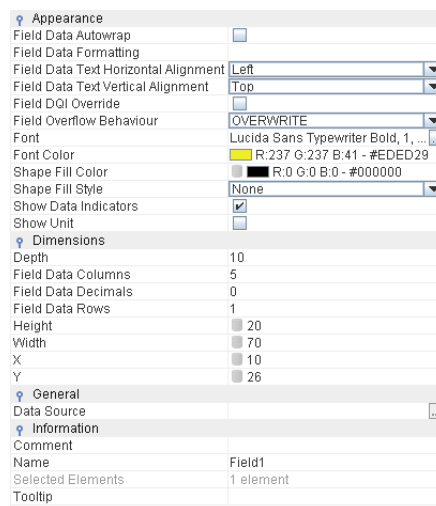 Appearance
Field Data Autowrap
Field Data Formatting
Field Data Text Horizontal Alignment Left
Field Data Text Vertical Alignment Top
Field DQI Override
Field Overflow Behaviour OVERWRITE
Font Lucida Sans Typewriter Bold, 1, ...
Font Color R:237 G:237 B:41 - #EDED29
Shape Fill Color R:0 G:0 B:0 - #000000
Shape Fill Style None
Show Data Indicators
Show Unit
Dimensions
Depth 10
Field Data Columns 5
Field Data Decimals 0
Field Data Rows 1
Height 20
Width 70
X 10
Y 26
General
Data Source
Information
Comment
Name Field1
Selected Elements 1 element
Tooltip